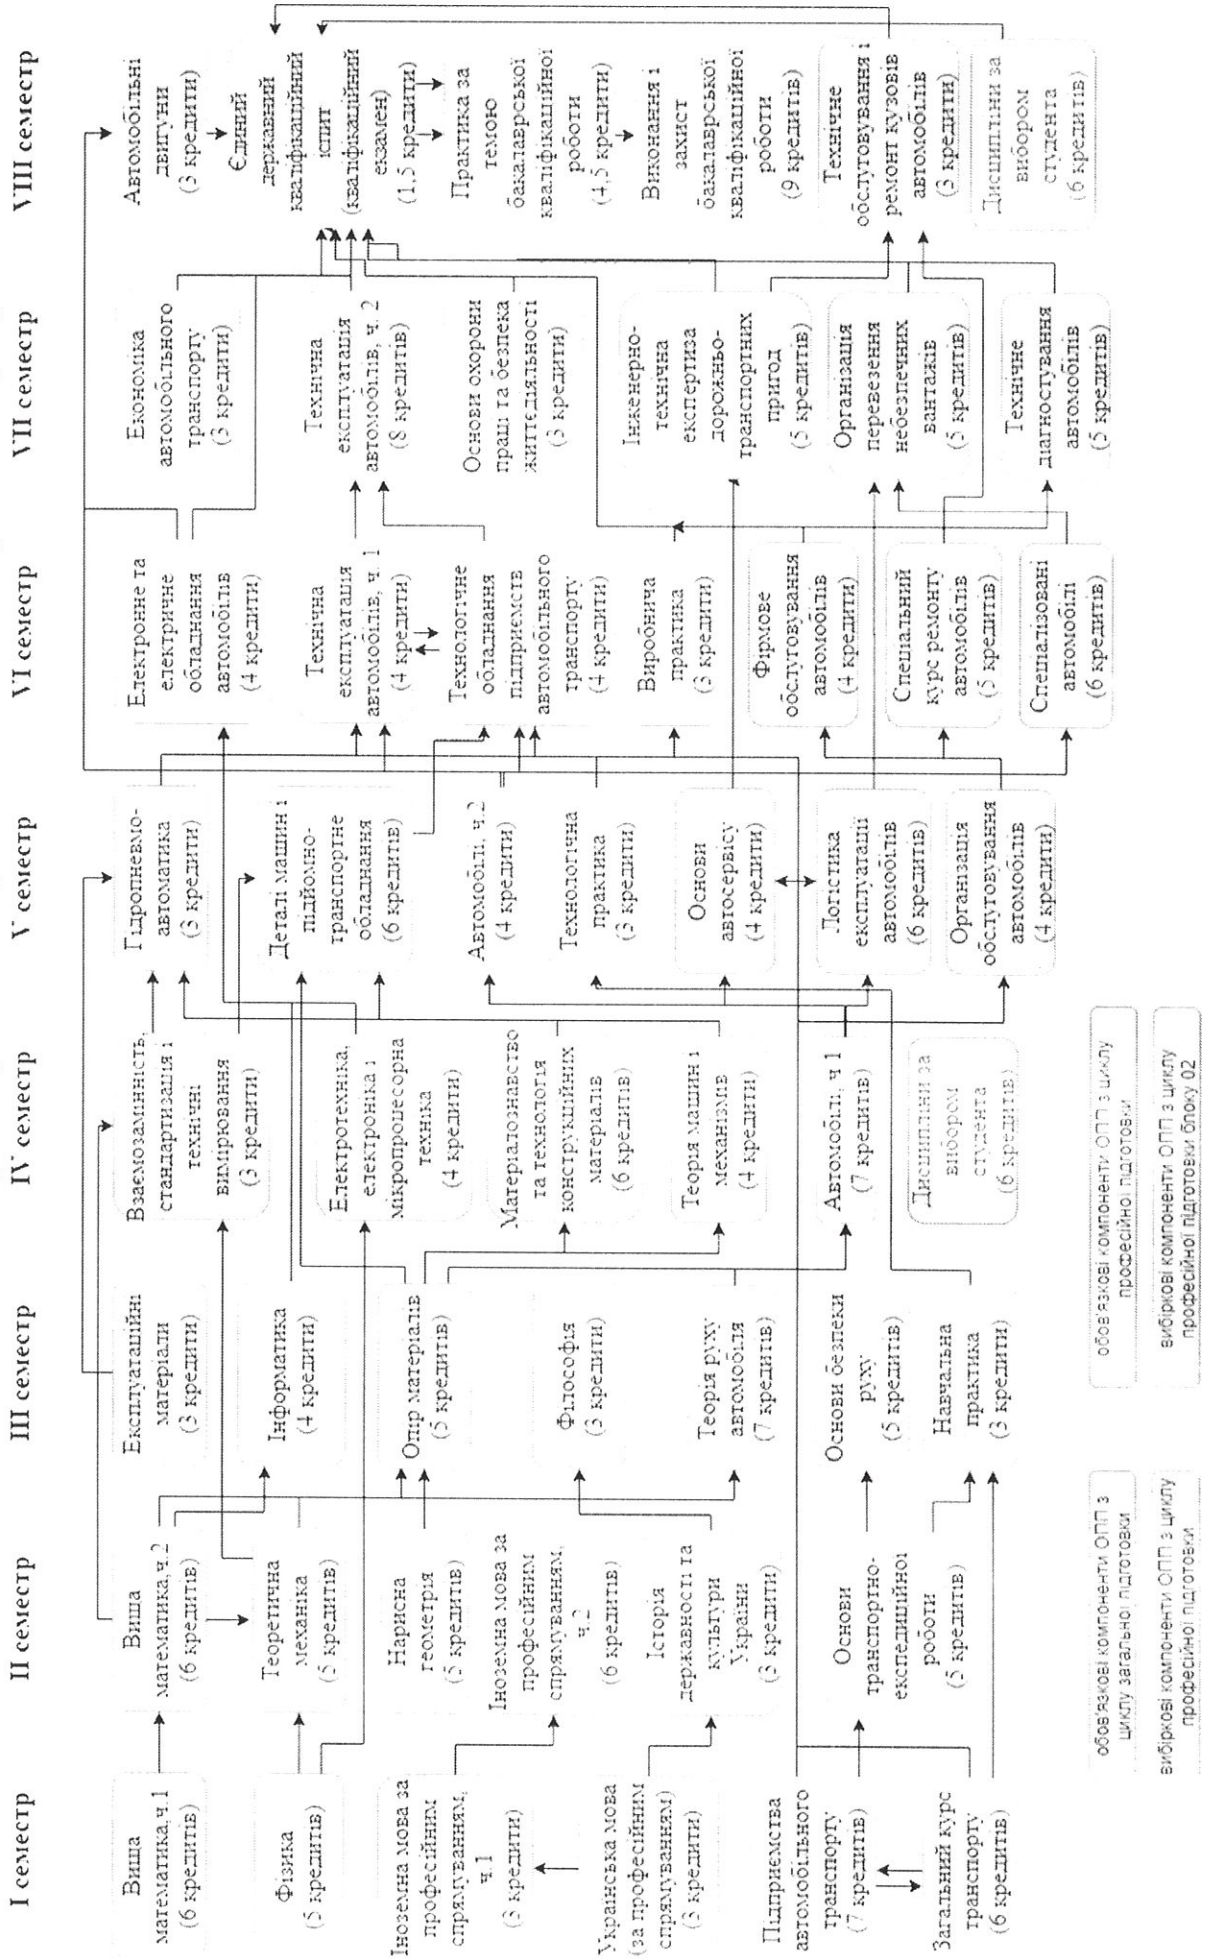 I семестр
Вища
математика,ч.1
(6 кредитів)
Фізика
(5 кредитів)
Іноземна мова за
професійним
спрямуванням,
ч.1
(3 кредити)
Українська мова
(за професійним
спрямуванням)
(3 кредити)
Підприємства
автомобільного
транспорту
(7 кредитів)
Загальний курс
транспорту
(6 кредитів)
II семестр
Вища
математика,ч.2
(6 кредитів)
Теоретична
механіка
(5 кредитів)
Нарисна
геометрія
(5 кредитів)
Іноземна мова за
професійним
спрямуванням,
ч.2
(6 кредитів)
Історія
державності та
культури
України
(3 кредити)
Основи
транспортно-
експедиційної
роботи
(5 кредитів)
III семестр
Експлуатаційні
матеріали
(3 кредити)
Інформатика
(4 кредити)
Опір матеріалів
(5 кредитів)
Філософія
(3 кредити)
Теорія руху
автомобіля
(7 кредитів)
Основи безпеки
руху
(5 кредитів)
Навчальна
практика
(3 кредити)
IV семестр
Взаємозамінність,
стандартизація і
технічні
вимірювання
(3 кредити)
Електротехніка,
електроніка і
мікропроцесорна
техніка
(4 кредити)
Матеріалознавство
та технологія
конструкційних
матеріалів
(6 кредитів)
Теорія машин і
механізмів
(4 кредити)
Автомобілі, ч 1
(7 кредитів)
Дисципліни за
вибором
студента
(6 кредитів)
V семестр
Гідропневмо-
автоматика
(3 кредити)
Деталі машин і
підйомно-
транспортне
обладнання
(6 кредитів)
Автомобілі, ч.2
(4 кредити)
Технологічна
практика
(3 кредити)
Основи
автосервісу
(4 кредити)
Логістика
експлуатації
автомобілів
(6 кредитів)
Організація
обслуговування
автомобілів
(4 кредити)
VI семестр
Електронне та
електричне
обладнання
автомобілів
(4 кредити)
Технічна
експлуатація
автомобілів, ч.1
(4 кредити)
Технологічне
обладнання
підприємств
автомобільного
транспорту
(4 кредити)
Виробнича
практика
(3 кредити)
Фірмове
обслуговування
автомобілів
(4 кредити)
Спеціальний
курс ремонту
автомобілів
(5 кредитів)
Спеціалізовані
автомобілі
(6 кредитів)
VII семестр
Економіка
автомобільного
транспорту
(3 кредити)
Технічна
експлуатація
автомобілів, ч. 2
(8 кредитів)
Основи охорони
праці та безпека
життєдіяльності
(3 кредити)
Інженерно-
технічна
експертиза
дорожньо-
транспортних
пригод
(5 кредитів)
Організація
перевезення
небезпечних
вантажів
(5 кредитів)
Технічне
діагностування
автомобілів
(5 кредитів)
VIII семестр
Автомобільні
двигуни
(3 кредити)
Єдиний
державний
кваліфікаційний
іспит
(кваліфікаційний
екзамен)
(1,5 кредити)
Практика за
темою
бакалаврської
кваліфікаційної
роботи
(4,5 кредити)
Виконання і
захист
бакалаврської
кваліфікаційної
роботи
(9 кредитів)
Технічне
обслуговування і
ремонт кузовів
автомобілів
(3 кредити)
Дисципліни за
вибором
студента
(6 кредитів)
обов'язкові компоненти ОПП з
циклу загальної підготовки
обов'язкові компоненти ОПП з циклу
професійної підготовки
вибіркові компоненти ОПП з циклу
професійної підготовки
вибіркові компоненти ОПП з циклу
професійної підготовки блоку 02